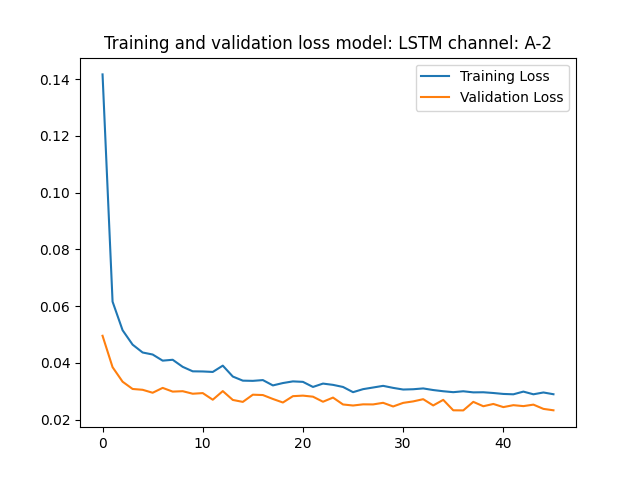 Training and validation loss model: LSTM channel: A-2
Training Loss
Validation Loss
0.14
0.12
0.10
0.08
0.06
0.04
0.02
0 10 20 30 40